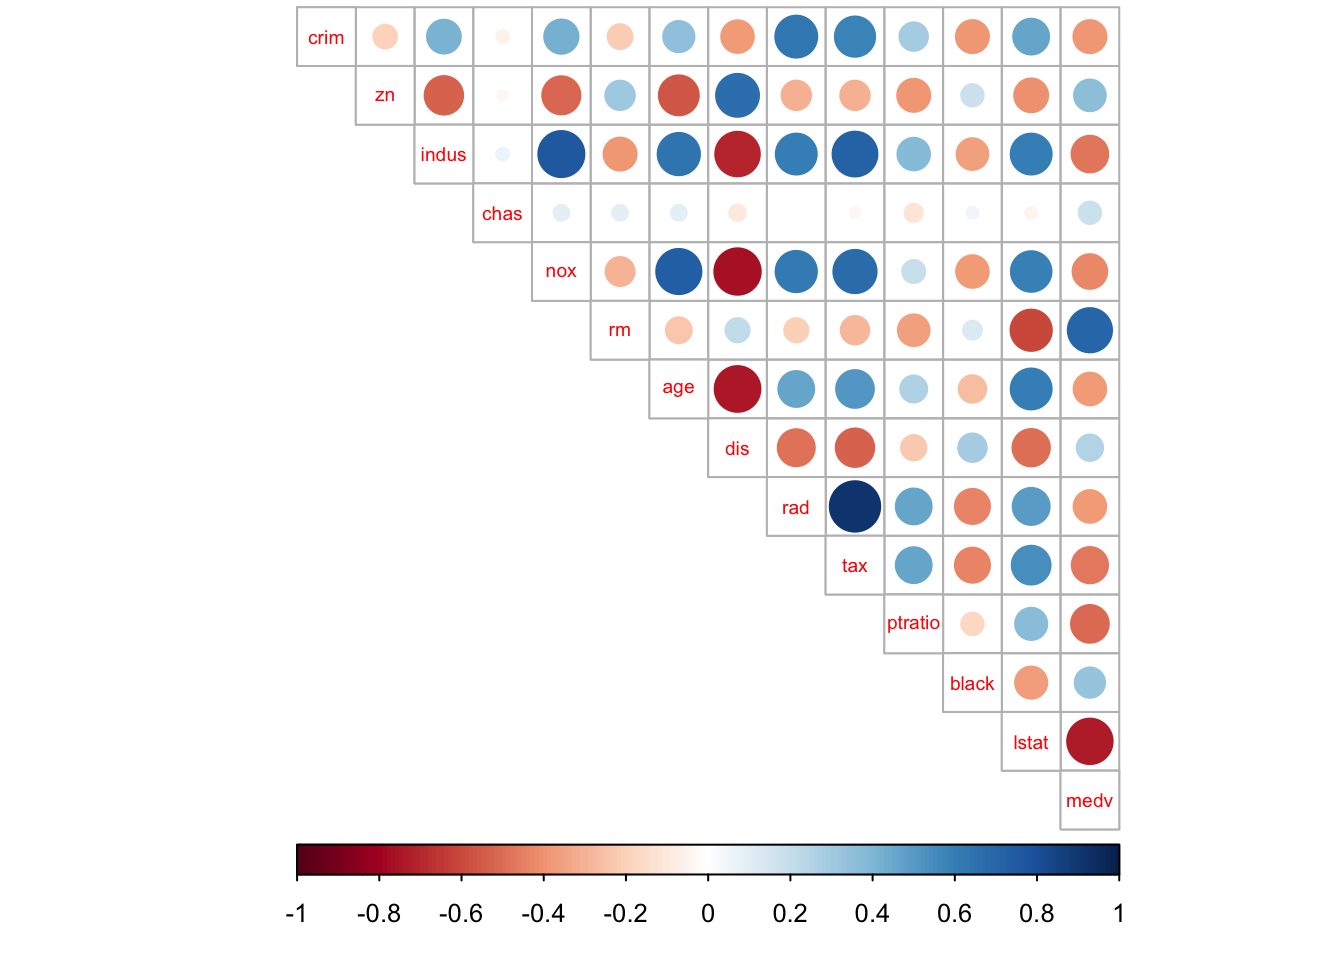 crim
zn
indus
chas
nox
rm
age
dis
rad
tax
ptratio
black
lstat
medv
-1 -0.8 -0.6 -0.4 -0.2 0 0.2 0.4 0.6 0.8 1